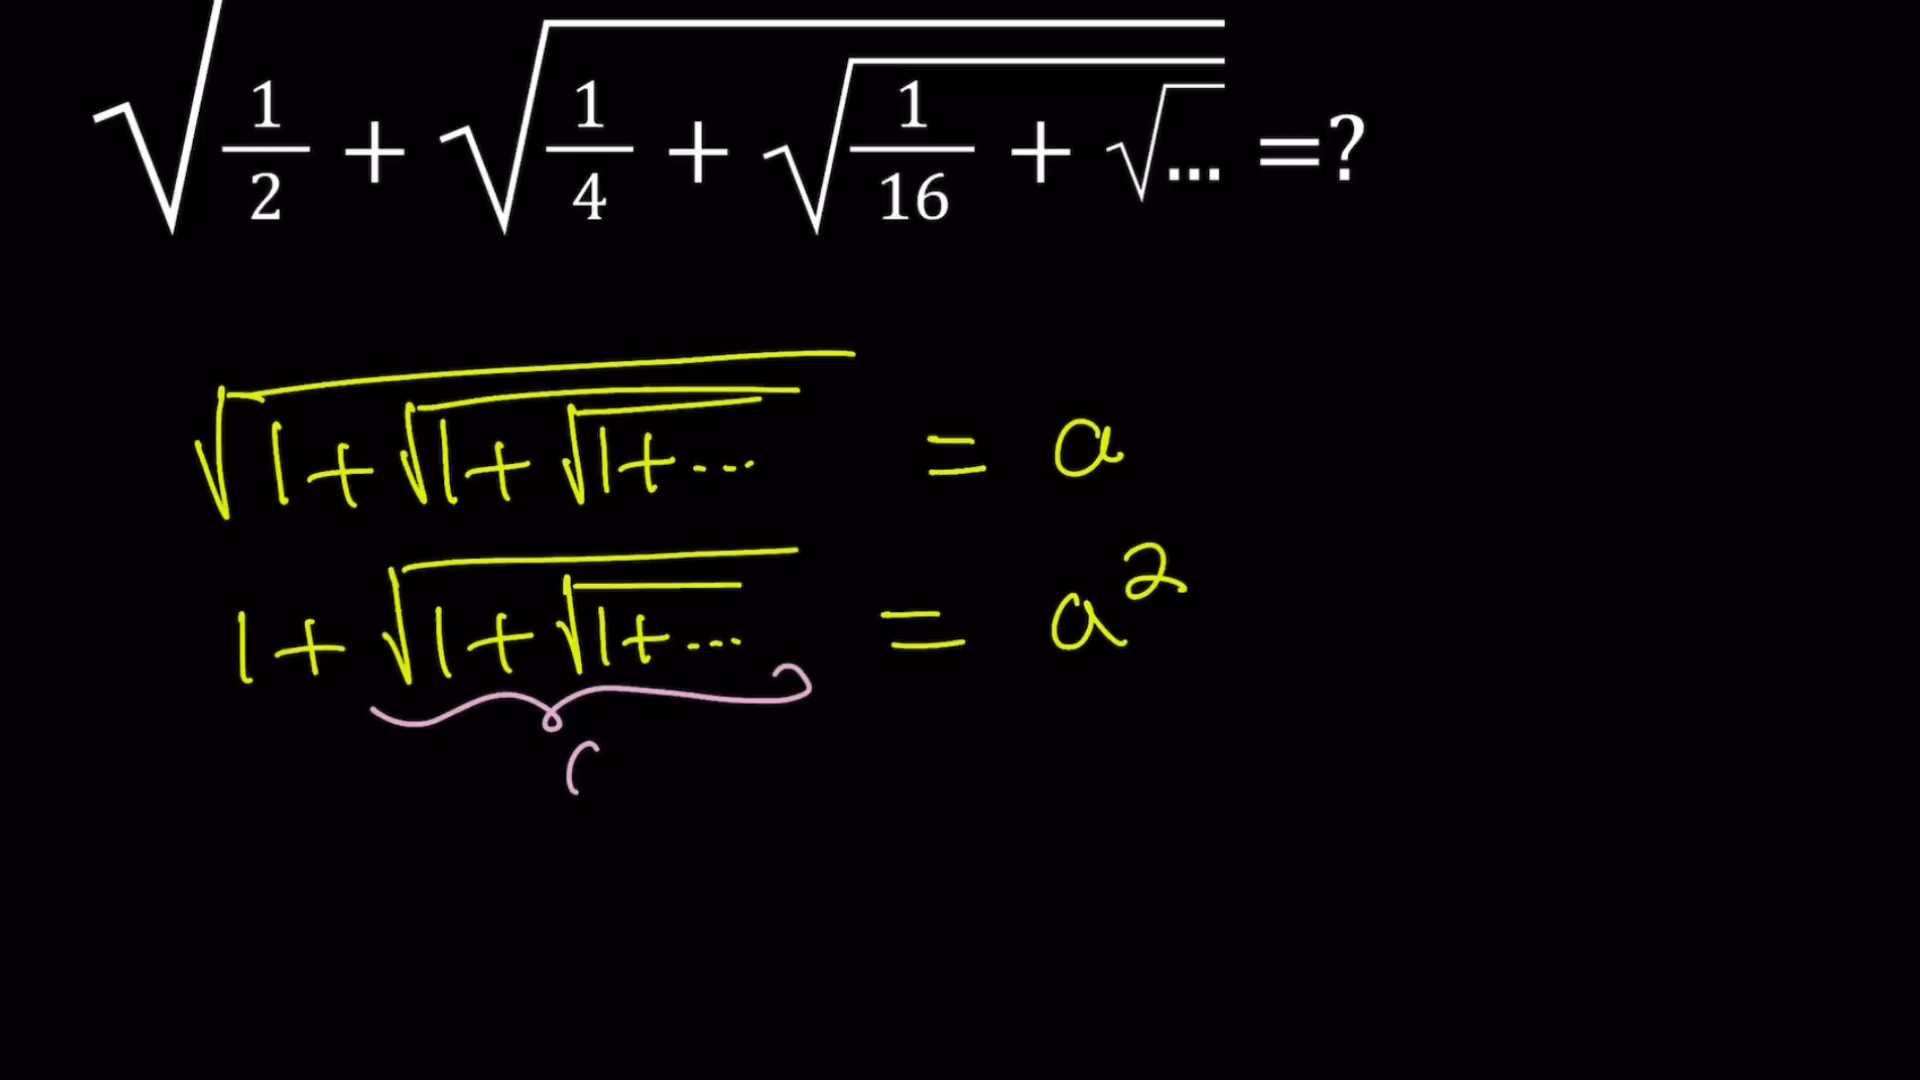 √(1/2 + √(1/4 + √(1/16 + √...))) =?
√(1+√(1+√(1+... = a
1+√(1+√(1+... = a²